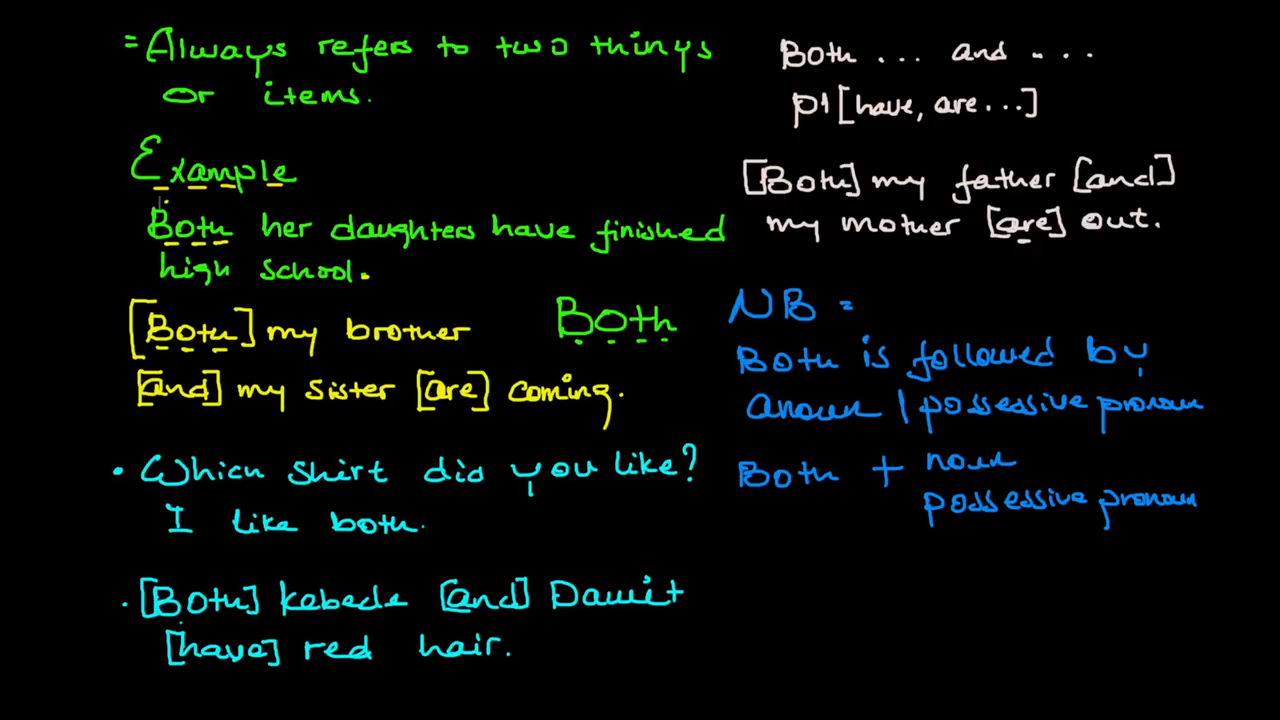 = Always refers to two things
or items.
Example
Both her daughters have finished
high school.
[Both] my brother
[and] my sister [are] coming.
Both
• Which shirt did you like?
I like both.
• [Both] kebede [and] Dawit
[have] red hair.
Both ... and ....
pl [have, are ...]
[Both] my father [and]
my mother [are] out.
NB =
Both is followed by
anoun / possessive pronoun
Both + noun
possessive pronoun